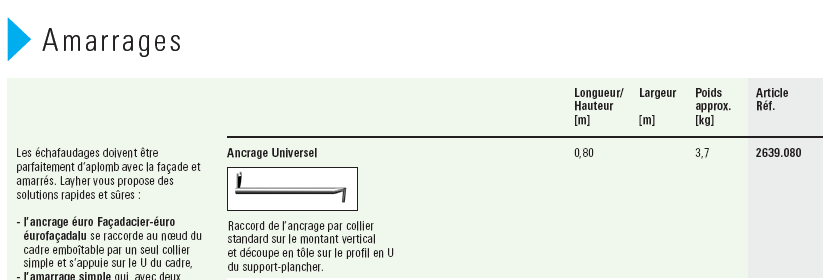 Amarrages
Longueur/ Largeur Poids Article
Hauteur approx. Réf.
[m] [m] [kg]
Les échafaudages doivent être
parfaitement d'aplomb avec la façade et
amarrés. Layher vous propose des
solutions rapides et sûres :
- l'ancrage éuro Façadacier-éuro
éurofaçadalu se raccorde au nœud du
cadre emboîtable par un seul collier
simple et s'appuie sur le U du cadre,
- l'amarrage simple qui, avec deux
Ancrage Universel 0,80 3,7 2639.080
Raccord de l'ancrage par collier
standard sur le montant vertical
et découpe en tôle sur le profil en U
du support-plancher.